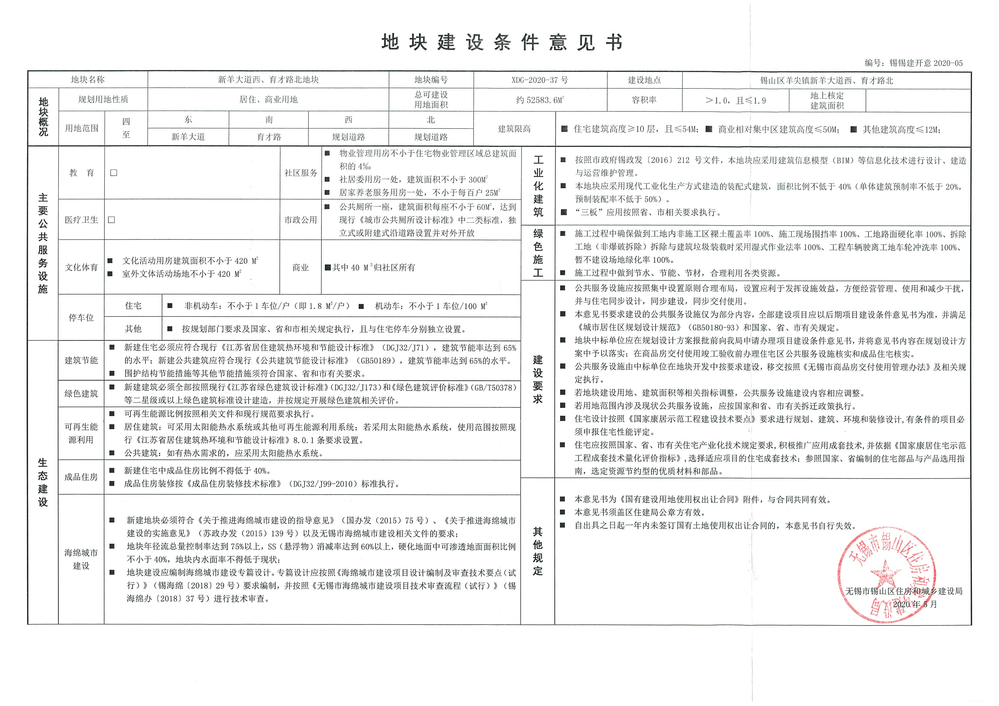 地块建设条件意见书
编号：锡锡建开意 2020-05
地块名称
新羊大道西、育才路北地块
地块编号
XDG-2020-37 号
建设地点
锡山区羊尖镇新羊大道西、育才路北
地块概况
规划用地性质
居住、商业用地
总可建设
用地面积
约 52583.6M²
容积率
＞1.0，且≤1.9
地上核定
建筑面积
用地范围
四
至
东
南
西
北
新羊大道
育才路
规划道路
规划道路
建筑限高
■ 住宅建筑高度≥10 层，且≤54M； ■ 商业相对集中区建筑高度≤50M； ■ 其他建筑高度≤12M；
主要公共服务设施
教 育
□
社区服务
■ 物业管理用房不小于住宅物业管理区域总建筑面
积的 4‰
■ 社居委用房一处，建筑面积不小于 300M²
■ 居家养老服务用房一处，不小于每百户 25M²
医疗卫生
□
市政公用
■ 公共厕所一座，建筑面积每座不小于 60M²，达到
现行《城市公共厕所设计标准》中二类标准，独
立式或附建式沿道路设置并对外开放
文化体育
■ 文化活动用房建筑面积不小于 420 M²
■ 室外文体活动场地不小于 420 M²
商业
■其中 40 M²归社区所有
停车位
住宅
■ 非机动车：不小于 1 车位/户（即 1.8 M²/户） ■ 机动车：不小于 1 车位/100 M²
其他
■ 按规划部门要求及国家、省和市相关规定执行，且与住宅停车分别独立设置。
生态建设
建筑节能
■ 新建住宅必须应符合现行《江苏省居住建筑热环境和节能设计标准》（DGJ32/J71），建筑节能率达到 65%
的水平；新建公共建筑应符合现行《公共建筑节能设计标准》（GB50189），建筑节能率达到 65%的水平。
■ 围护结构节能措施等其他节能措施须符合国家、省和市有关要求。
绿色建筑
■ 新建建筑必须全部按照现行《江苏省绿色建筑设计标准》（DGJ32/J173）和《绿色建筑评价标准》（GB/T50378）
等二星级或以上绿色建筑标准设计建造，并按规定开展绿色建筑相关评价。
可再生能
源利用
■ 可再生能源比例按照相关文件和现行规范要求执行。
■ 居住建筑：可采用太阳能热水系统或其他可再生能源利用系统；若采用太阳能热水系统，使用范围按照现
行《江苏省居住建筑热环境和节能设计标准》8.0.1 条要求设置。
■ 公共建筑：如有热水需求的，应采用太阳能热水系统。
成品住房
■ 新建住宅中成品住房比例不得低于 40%。
■ 成品住房装修按《成品住房装修技术标准》（DGJ32/J99-2010）标准执行。
海绵城市
建设
■ 新建地块必须符合《关于推进海绵城市建设的指导意见》（国办发（2015）75 号）、《关于推进海绵城市
建设的实施意见》（苏政办发（2015）139 号）以及无锡市海绵城市建设相关文件的要求；
■ 地块年径流总量控制率达到 75%以上，SS（悬浮物）消减率达到 60%以上，硬化地面中可渗透地面面积比例
不小于 40%，地块内水面率不得低于现状；
■ 地块建设应编制海绵城市建设专篇设计。专篇设计应按照《海绵城市建设项目设计编制及审查技术要点（试
行）》（锡海绵〔2018〕29 号）要求编制，并按照《无锡市海绵城市建设项目技术审查流程（试行）》（锡
海绵办〔2018〕37 号）进行技术审查。
工业化建筑
■ 按照市政府锡政发〔2016〕212 号文件，本地块应采用建筑信息模型（BIM）等信息化技术进行设计、建造
与运营维护管理。
■ 本地块应采用现代工业化生产方式建造的装配式建筑，面积比例不低于 40%（单体建筑预制率不低于 20%，
预制装配率不低于 50%）。
■ “三板”应用按照省、市相关要求执行。
绿色施工
■ 施工过程中确保做到工地内非施工区裸土覆盖率 100%、施工现场围挡率 100%、工地路面硬化率 100%、拆除
工地（非爆破拆除）拆除与建筑垃圾装载时采用湿式作业法率 100%、工程车辆驶离工地车轮冲洗率 100%、
暂不建设场地绿化率 100%。
■ 施工过程中做到节水、节能、节材，合理利用各类资源。
建设要求
■ 公共服务设施应按照集中设置原则合理布局，设置应利于发挥设施效益，方便经营管理、使用和减少干扰，
并与住宅同步设计，同步建设，同步交付使用。
■ 本意见书要求建设的公共服务设施仅为部分内容，全部建设项目应以后期项目建设条件意见书为准，并满足
《城市居住区规划设计规范》（GB50180-93）和国家、省、市有关规定。
■ 地块中标单位应在规划设计方案报批前向我局申请办理项目建设条件意见书，并将意见书内容在规划设计方
案中予以落实；在商品房交付使用竣工验收前办理住宅区公共服务设施核实和成品住宅核实。
■ 公共服务设施由中标单位在地块开发中按要求建设，移交按照《无锡市商品房交付使用管理办法》及相关规
定执行。
■ 若地块建设用地、建筑面积等相关指标调整，公共服务设施建设内容相应调整。
■ 若用地范围内涉及现状公共服务设施，应按国家和省、市有关拆迁政策执行。
■ 住宅设计按照《国家康居示范工程建设技术要点》要求进行规划、建筑、环境和装修设计，有条件的项目必
须申报住宅性能评定。
■ 住宅应按照国家、省、市有关住宅产业化技术规定要求，积极推广应用成套技术，并依据《国家康居住宅示范
工程成套技术量化评价指标》，选择适应项目的住宅成套技术；参照国家、省编制的住宅部品与产品选用指
南，选定资源节约型的优质材料和部品。
其他规定
■ 本意见书为《国有建设用地使用权出让合同》附件，与合同共同有效。
■ 本意见书须盖区住建局公章方有效。
■ 自出具之日起一年内未签订国有土地使用权出让合同的，本意见书自行失效。
无锡市锡山区住房和城乡建设局
无锡市锡山区住房和城乡建设局
2020 年 5 月